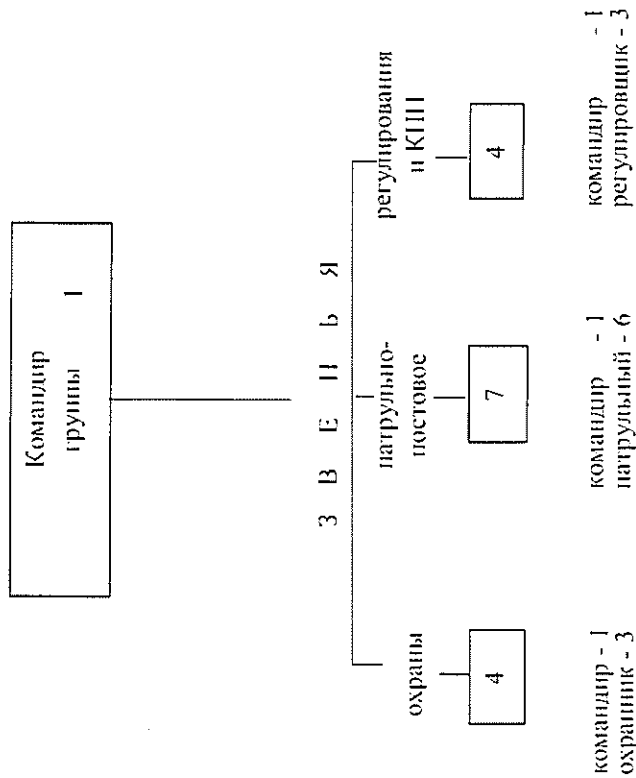 Командир
группы 1
З В Е Н Ь Я
охраны
4
командир - 1
охранник - 3
патрульно-
постовое
7
командир - 1
патрульный - 6
регулирования
и КПП
4
командир - 1
регулировщик - 3